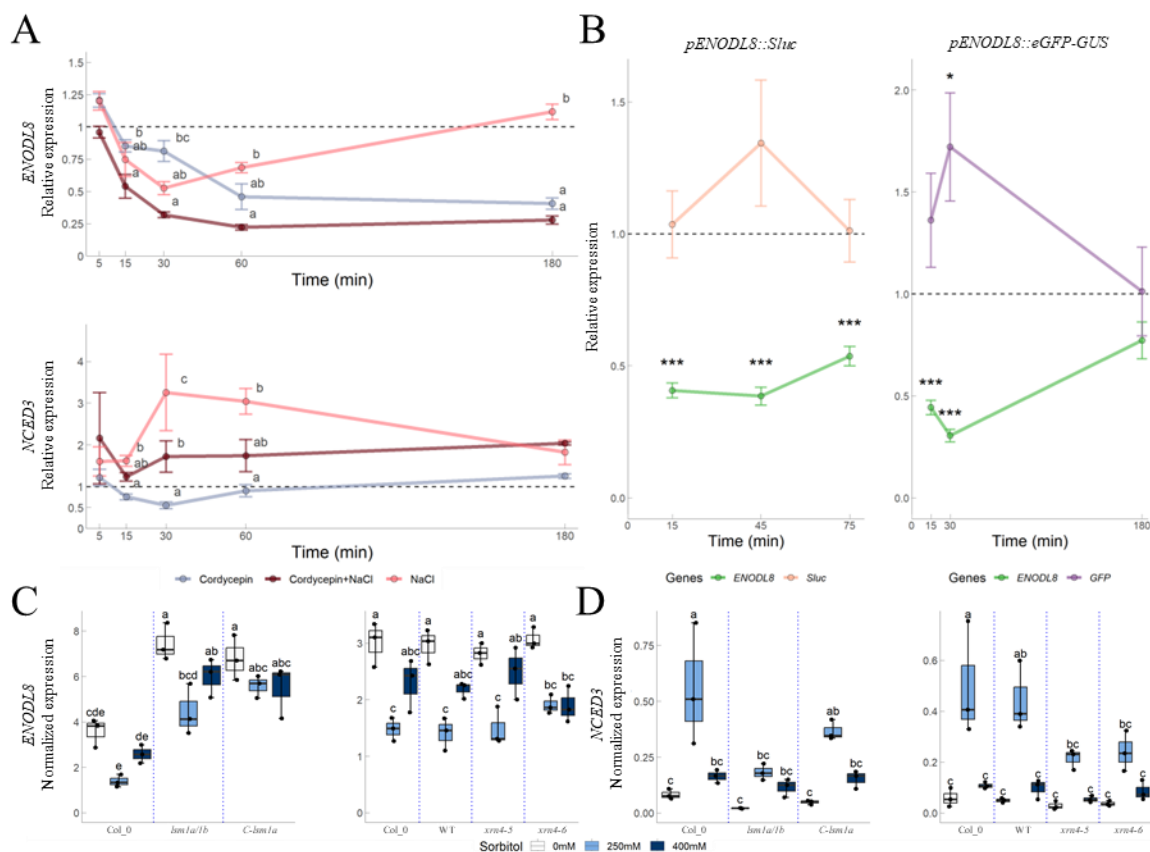 A
ENODL8
Relative expression
1.5
1.25
1
0.75
0.5
0.25
0
b
b
bc
ab
b
a
ab
ab
a
a
a
a
5 15 30 60 180
Time (min)
NCED3
Relative expression
4
3
2
1
0.5
0
c
b
b
b
ab
ab
a
a
a
5 15 30 60 180
Time (min)
Cordycepin Cordycepin+NaCl NaCl
B
pENODL8::Sluc
pENODL8::eGFP-GUS
Relative expression
1.5
1.0
0.5
0.0
*** *** ***
0 15 45 75
Time (min)
Genes ENODL8 Sluc
2.0
1.5
1.0
0.5
0.0
*
***
***
0 15 30 180
Time (min)
Genes ENODL8 GFP
C
ENODL8
Normalized expression
8
6
4
2
0
cde e de a bcd ab a abc abc
Col_0 lsm1a/1b C-lsm1a
3
2
1
0
a c abc a c abc ab c abc a bc bc
Col_0 WT xrn4-5 xrn4-6
D
NCED3
Normalized expression
0.75
0.50
0.25
0.00
c a bc c bc bc c ab bc
Col_0 lsm1a/1b C-lsm1a
0.6
0.4
0.2
0.0
c a c c ab bc c bc c c bc c
Col_0 WT xrn4-5 xrn4-6
Sorbitol 0mM 250mM 400mM